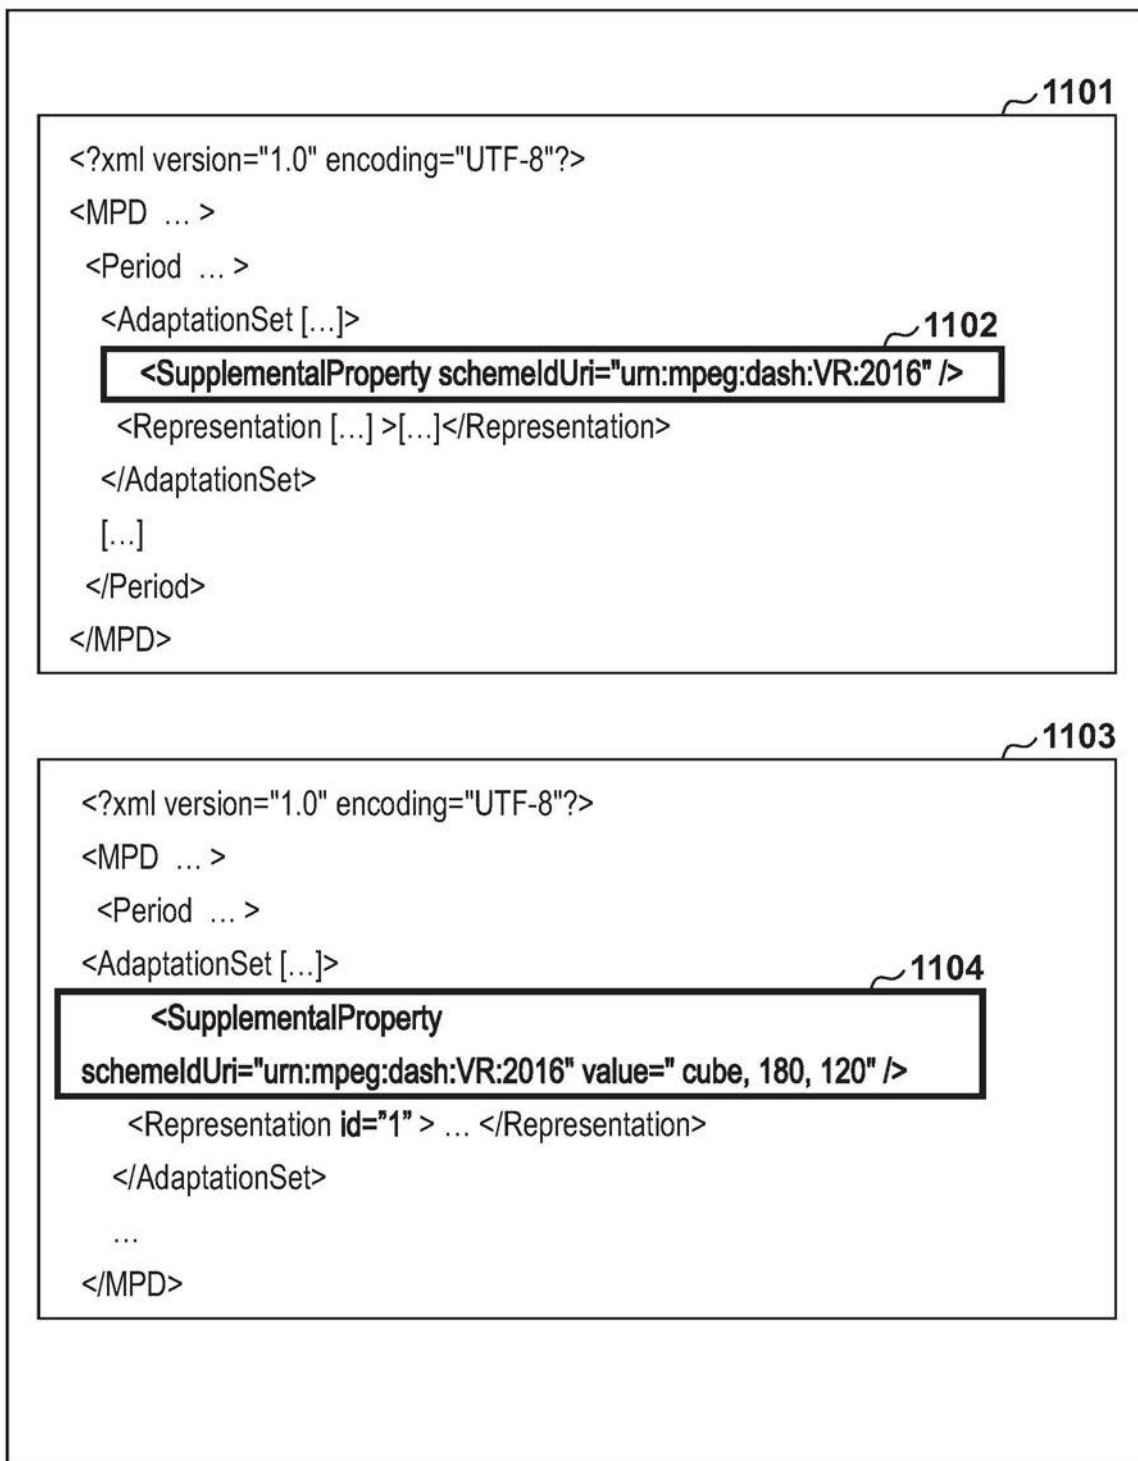 1101
<?xml version="1.0" encoding="UTF-8"?>
<MPD ... >
<Period ... >
<AdaptationSet [...]>
1102
<SupplementalProperty schemeIdUri="urn:mpeg:dash:VR:2016" />
<Representation [...] >[...]</Representation>
</AdaptationSet>
[...]
</Period>
</MPD>
1103
<?xml version="1.0" encoding="UTF-8"?>
<MPD ... >
<Period ... >
<AdaptationSet [...]>
1104
<SupplementalProperty
schemeIdUri="urn:mpeg:dash:VR:2016" value=" cube, 180, 120" />
<Representation id=”1” > ... </Representation>
</AdaptationSet>
...
</MPD>